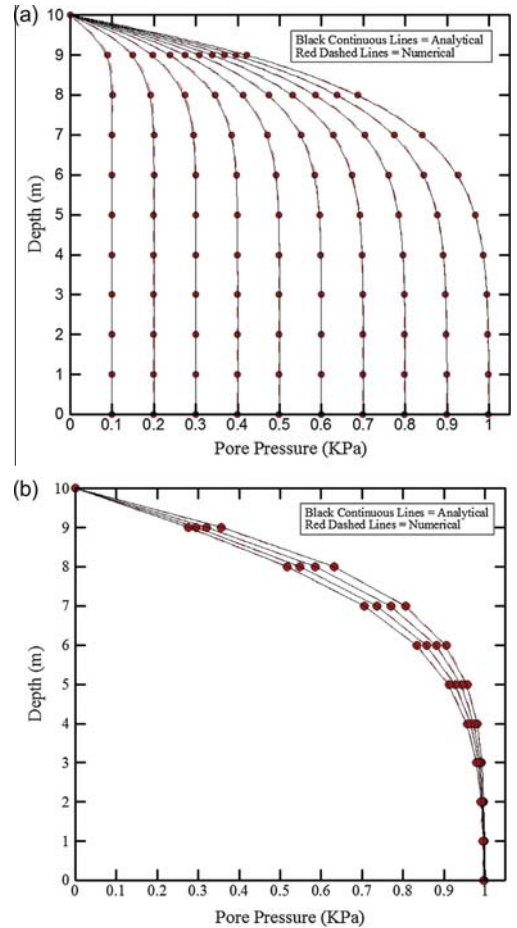 (a)
Black Continuous Lines = Analytical
Red Dashed Lines = Numerical
10
9
8
7
6
5
4
3
2
1
0
Depth (m)
0 0.1 0.2 0.3 0.4 0.5 0.6 0.7 0.8 0.9 1
Pore Pressure (KPa)
(b)
Black Continuous Lines = Analytical
Red Dashed Lines = Numerical
10
9
8
7
6
5
4
3
2
1
0
Depth (m)
0 0.1 0.2 0.3 0.4 0.5 0.6 0.7 0.8 0.9 1
Pore Pressure (KPa)